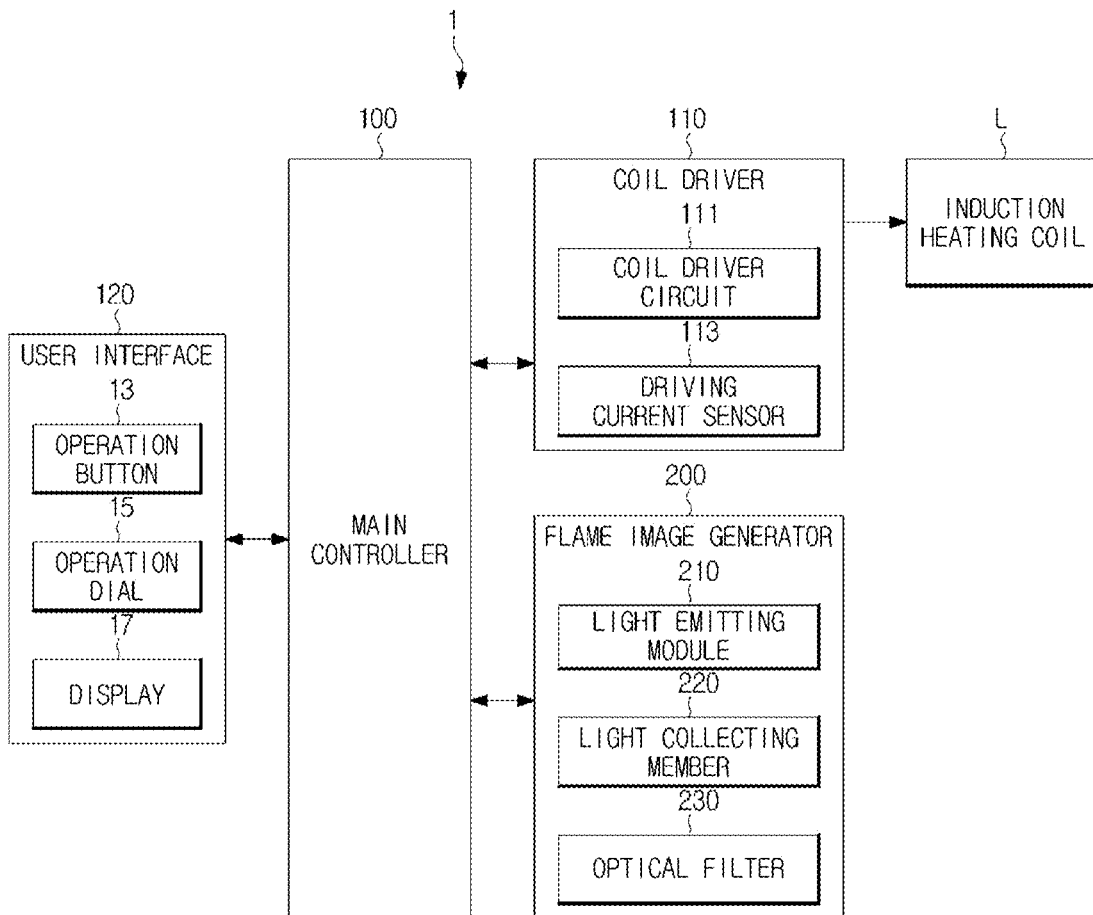 1
100
110
L
COIL DRIVER
111
COIL DRIVER
CIRCUIT
113
DRIVING
CURRENT SENSOR
INDUCTION
HEATING COIL
120
USER INTERFACE
13
OPERATION
BUTTON
15
OPERATION
DIAL
17
DISPLAY
MAIN
CONTROLLER
200
FLAME IMAGE GENERATOR
210
LIGHT EMITTING
MODULE
220
LIGHT COLLECTING
MEMBER
230
OPTICAL FILTER